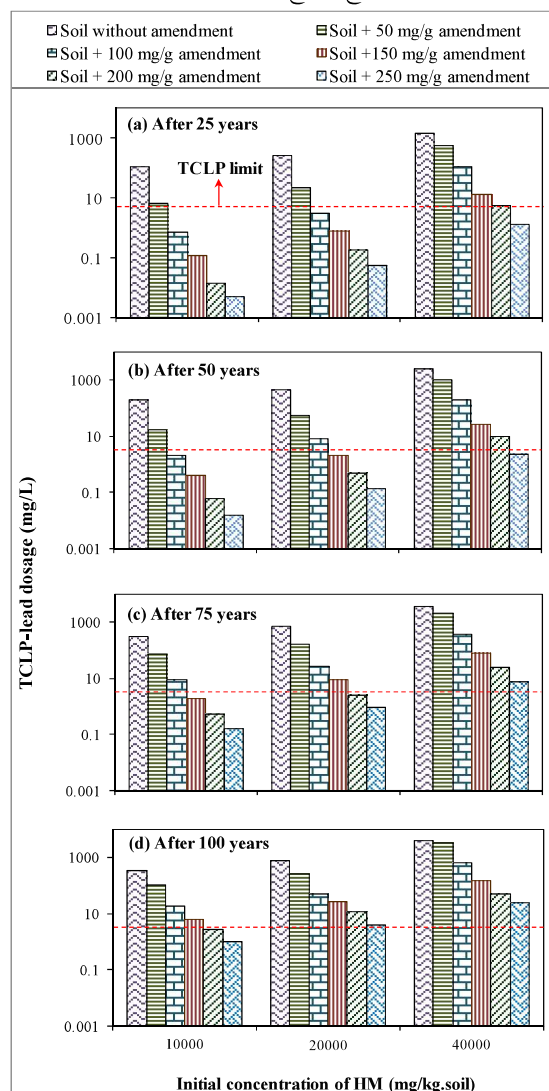 Soil without amendment
Soil + 50 mg/g amendment
Soil + 100 mg/g amendment
Soil +150 mg/g amendment
Soil + 200 mg/g amendment
Soil + 250 mg/g amendment
(a) After 25 years
TCLP limit
1000
10
0.1
0.001
(b) After 50 years
1000
10
0.1
0.001
TCLP-lead dosage (mg/L)
(c) After 75 years
1000
10
0.1
0.001
(d) After 100 years
1000
10
0.1
0.001
10000
20000
40000
Initial concentration of HM (mg/kg.soil)